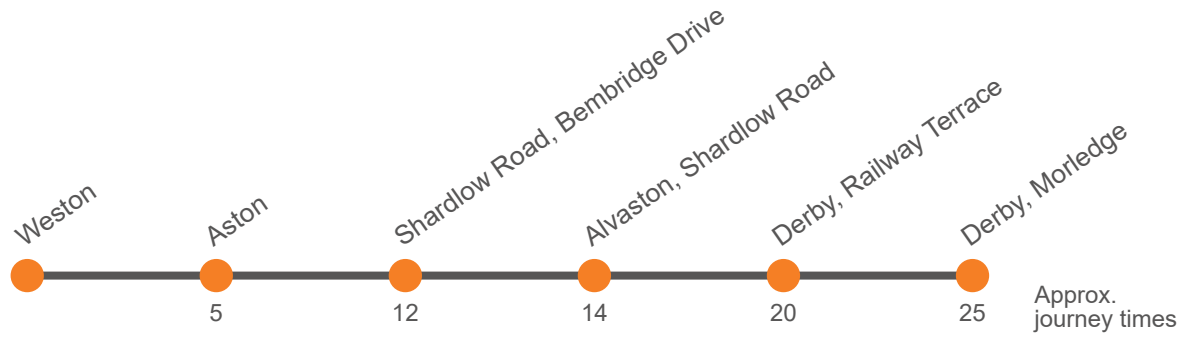 Weston
Aston
Shardlow Road, Bembridge Drive
Alvaston, Shardlow Road
Derby, Railway Terrace
Derby, Morledge
5
12
14
20
25
Approx.
journey times